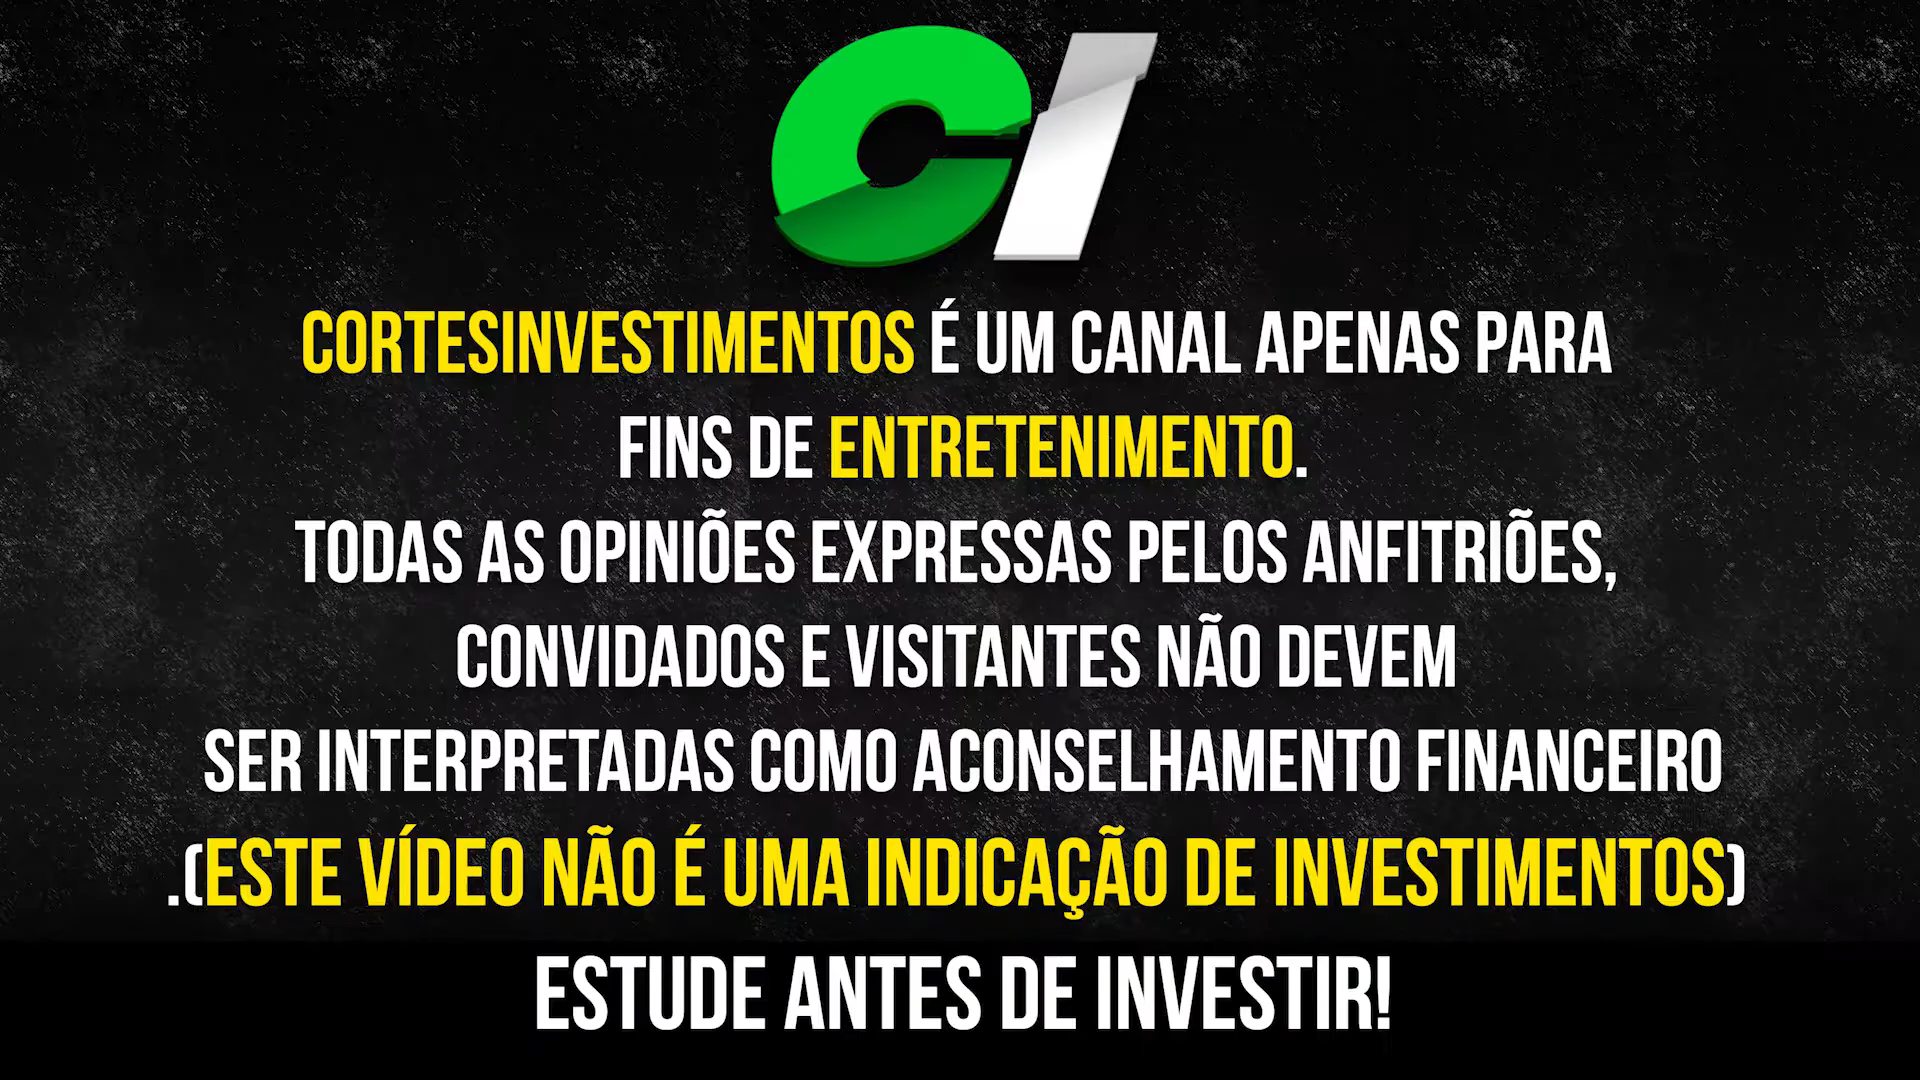 CI
CORTESINVESTIMENTOS É UM CANAL APENAS PARA
FINS DE ENTRETENIMENTO.
TODAS AS OPINIÕES EXPRESSAS PELOS ANFITRIÕES,
CONVIDADOS E VISITANTES NÃO DEVEM
SER INTERPRETADAS COMO ACONSELHAMENTO FINANCEIRO
.(ESTE VÍDEO NÃO É UMA INDICAÇÃO DE INVESTIMENTOS)
ESTUDE ANTES DE INVESTIR!